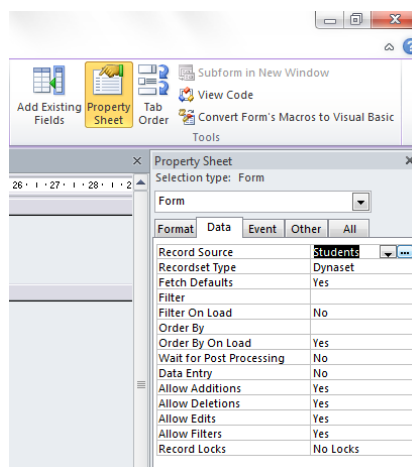 Subform in New Window
View Code
Convert Form's Macros to Visual Basic
Add Existing Fields
Property Sheet
Tab Order
Tools
Property Sheet
Selection type: Form
26 · ı · 27 · ı · 28 · ı · 2
Form
Format Data Event Other All
Record Source Students
Recordset Type Dynaset
Fetch Defaults Yes
Filter
Filter On Load No
Order By
Order By On Load Yes
Wait for Post Processing No
Data Entry No
Allow Additions Yes
Allow Deletions Yes
Allow Edits Yes
Allow Filters Yes
Record Locks No Locks